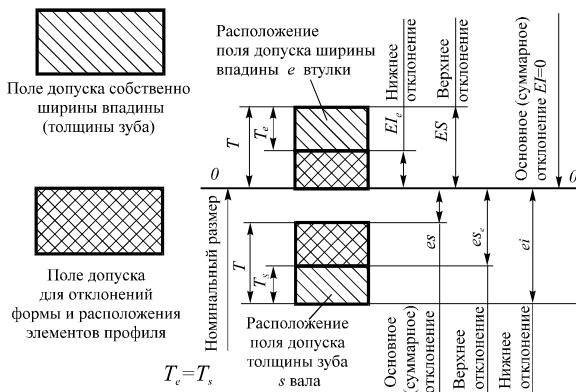 Поле допуска собственно
ширины впадины
(толщины зуба)
Поле допуска
для отклонений
формы и расположения
элементов профиля
T_e=T_s
Расположение
поля допуска ширины
впадины e втулки
Нижнее
отклонение
Верхнее
отклонение
Основное (суммарное)
отклонение EI=0
T
T_e
EI_e
ES
0
0
Номинальный размер
T
T_s
es
es_e
ei
Расположение
поля допуска
толщины зуба
s вала
Основное
(суммарное)
отклонение
Верхнее
отклонение
Нижнее
отклонение